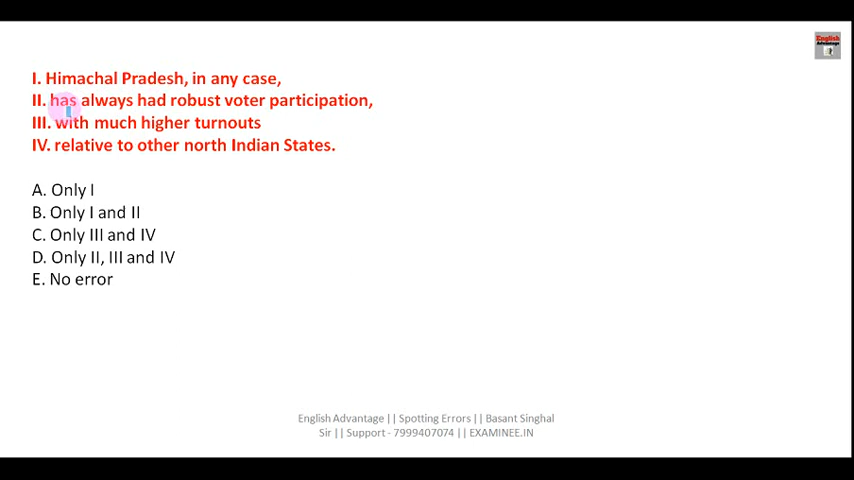 English
Advantage
I. Himachal Pradesh, in any case,
II. has always had robust voter participation,
III. with much higher turnouts
IV. relative to other north Indian States.
A. Only I
B. Only I and II
C. Only III and IV
D. Only II, III and IV
E. No error
English Advantage || Spotting Errors || Basant Singhal
Sir || Support - 7999407074 || EXAMINEE.IN